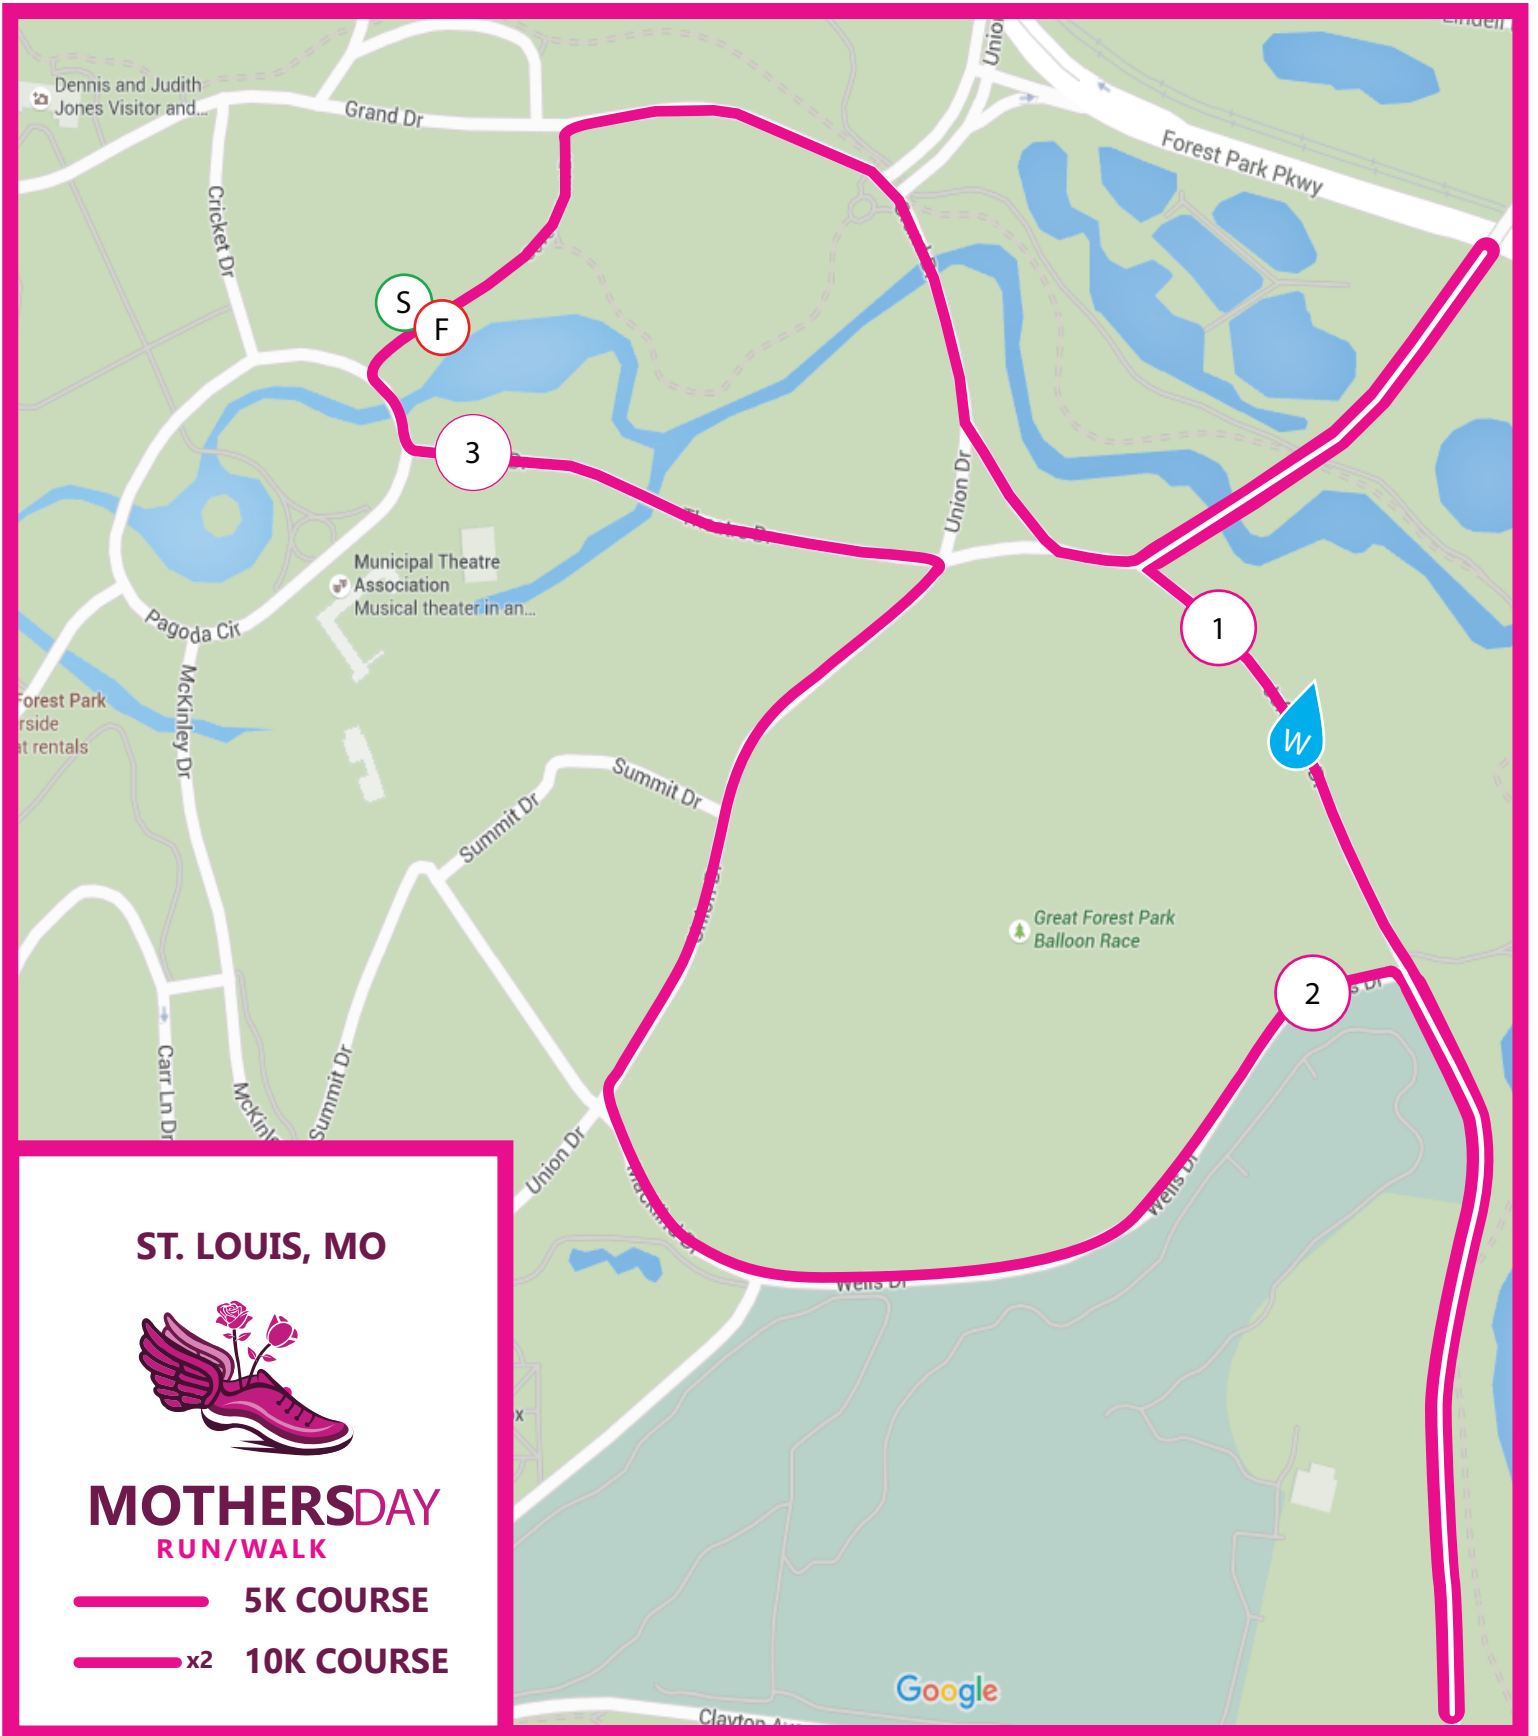 Union
Dennis and Judith
Jones Visitor and...
Grand Dr
Forest Park Pkwy
Cricket Dr
S
F
3
Union Dr
Municipal Theatre
Association
Musical theater in an...
Pagoda Cir
1
McKinley Dr
Forest Park
rside
at rentals
W
Summit Dr
Summit Dr
Great Forest Park
Balloon Race
2
Summit Dr
Carr Ln Dr
McKinle
Union Dr
Wells Dr
Wells Dr
ST. LOUIS, MO
MOTHERSDAY
RUN/WALK
5K COURSE
x2 10K COURSE
Google
Clayton